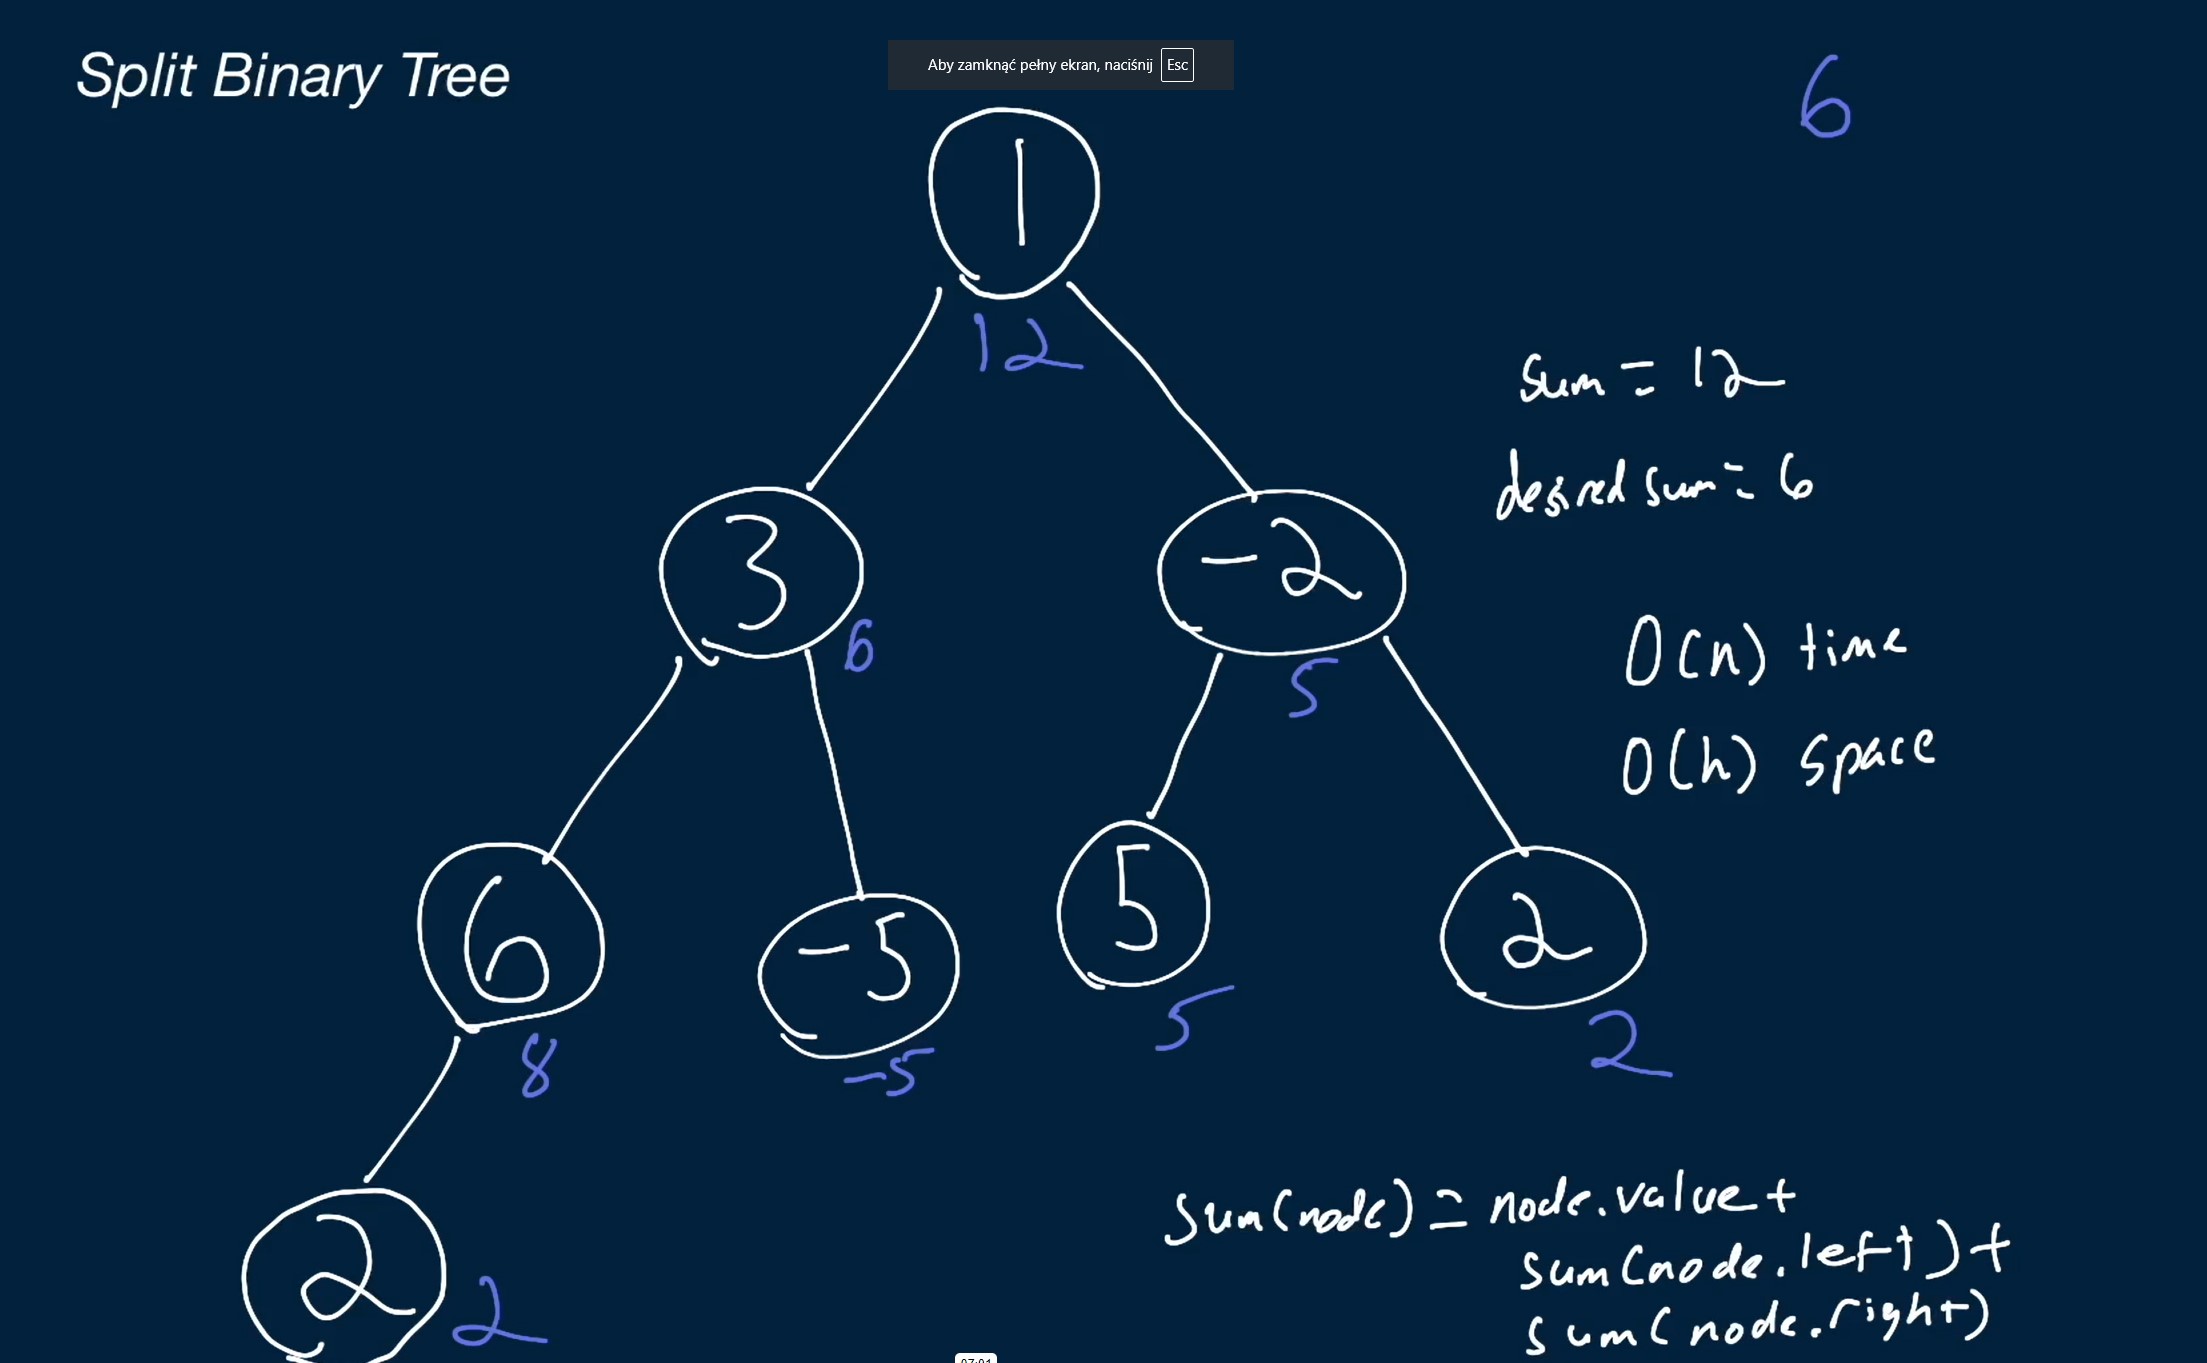 Split Binary Tree
Aby zamknąć pełny ekran, naciśnij Esc
6
1
12
sum = 12
desired sum = 6
3
-2
6
5
O(n) time
O(h) space
6
-5
5
2
8
-5
5
2
2
2
sum(node) = node.value +
sum(node.left) +
sum(node.right)